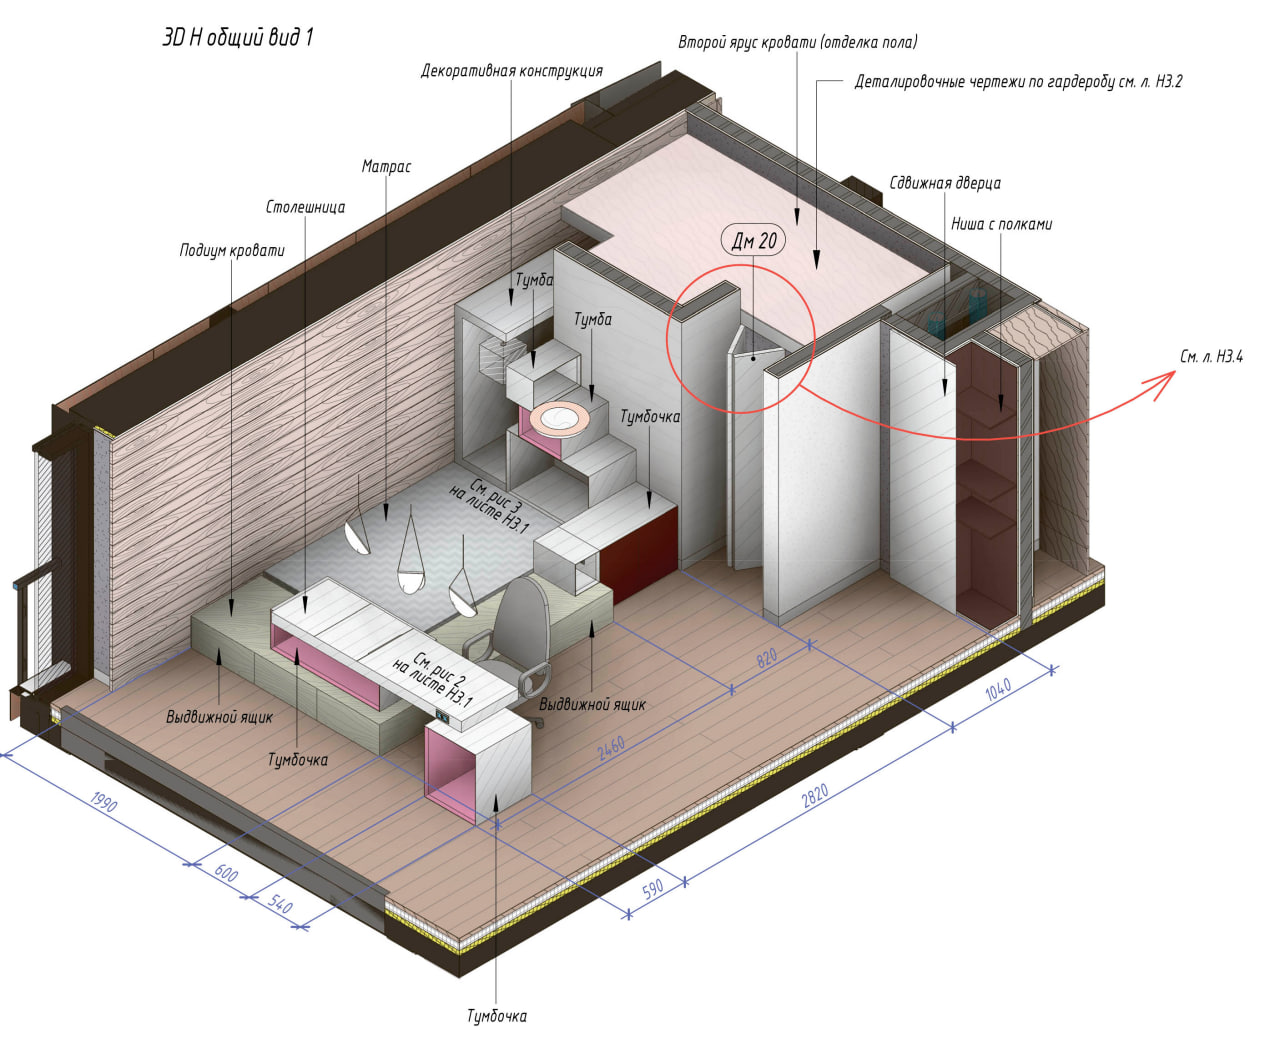 3D Н общий вид 1
Второй ярус кровати (отделка пола)
Декоративная конструкция
Деталировочные чертежи по гардеробу см. л. Н3.2
Матрас
Сдвижная дверца
Столешница
Ниша с полками
Подиум кровати
Дм 20
Тумба
Тумба
См. л. Н3.4
Тумбочка
См. рис 3
на листе Н3.1
См. рис 2
на листе Н3.1
Выдвижной ящик
Выдвижной ящик
Тумбочка
820
1040
2460
2820
1990
600
590
540
Тумбочка